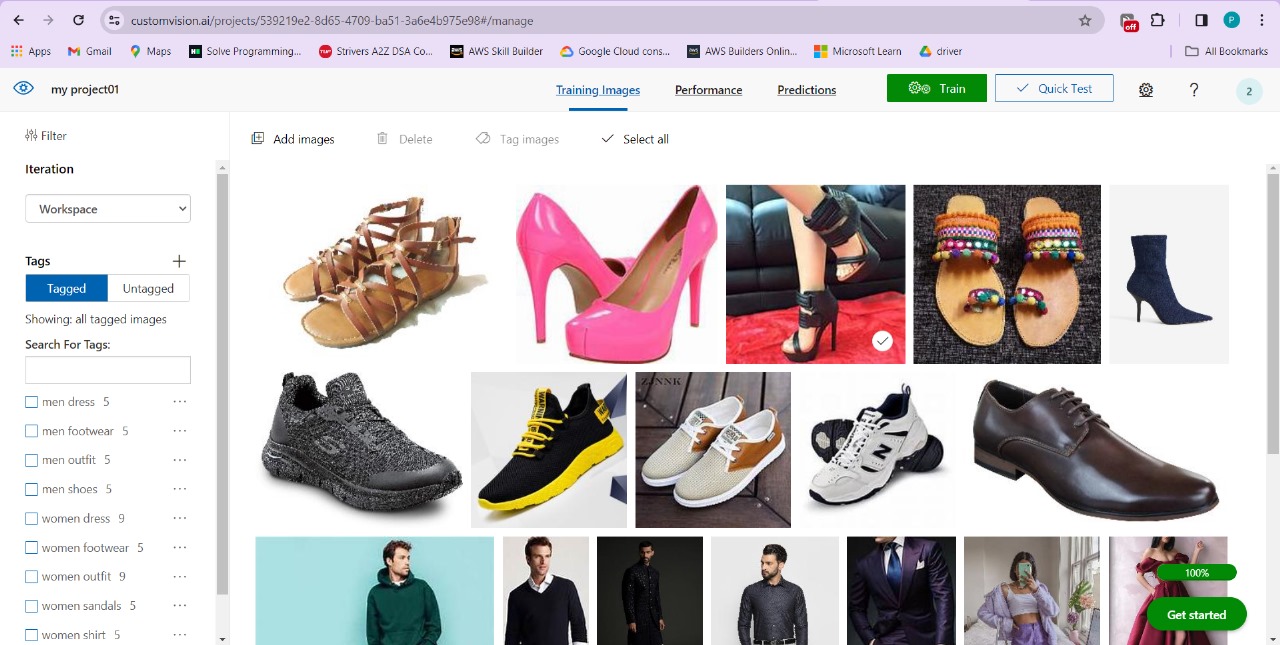 customvision.ai/projects/539219e2-8d65-4709-ba51-3a6e4b975e98#/manage
off
P
Apps Gmail Maps Solve Programming... Strivers A2Z DSA Co... AWS Skill Builder Google Cloud cons... AWS Builders Onlin... Microsoft Learn driver All Bookmarks
my project01 Training Images Performance Predictions Train Quick Test ? 2
Filter
Add images Delete Tag images Select all
Iteration
Workspace
Tags
Tagged Untagged
Showing: all tagged images
Search For Tags:
men dress 5 ...
men footwear 5 ...
men outfit 5 ...
men shoes 5 ...
women dress 9 ...
women footwear 5 ...
women outfit 9 ...
women sandals 5 ...
women shirt 5 ...
N
100%
Get started